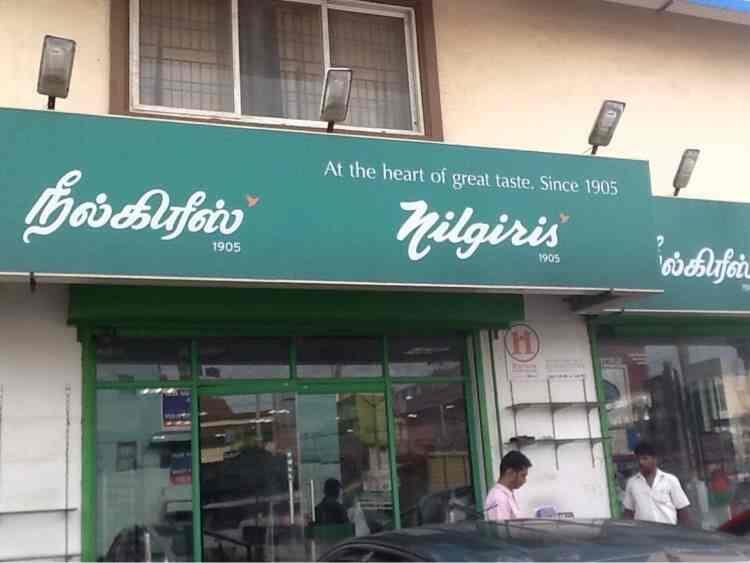 At the heart of great taste. Since 1905
நீல்கிரீஸ்
1905
Nilgiris
1905
ல்கிரீஸ்